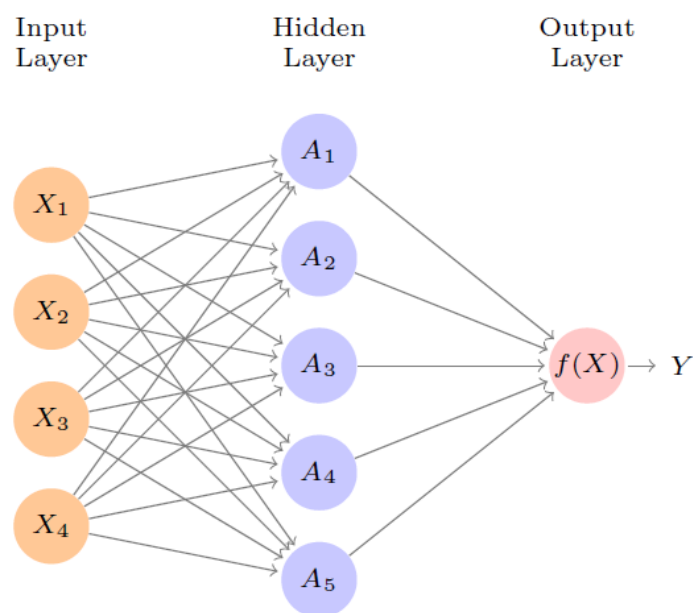 Input Layer
Hidden Layer
Output Layer
X₁
X₂
X₃
X₄
A₁
A₂
A₃
A₄
A₅
f(X)
Y